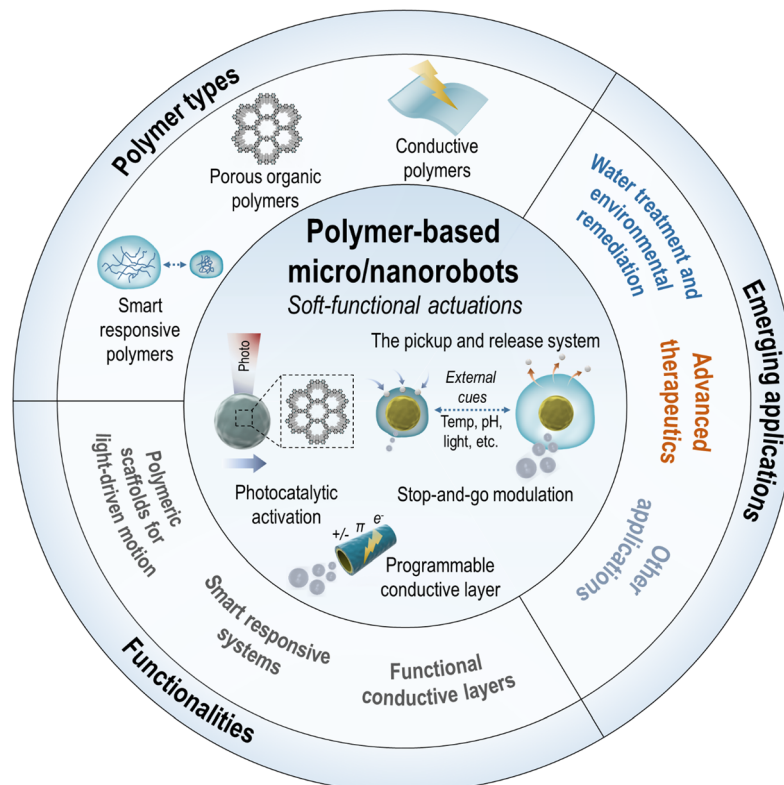 Polymer types
Porous organic
polymers
Conductive
polymers
Smart
responsive
polymers
Water treatment and
environmental
remediation
Advanced
therapeutics
Other
applications
Emerging applications
Polymer-based
micro/nanorobots
Soft-functional actuations
Photo
Photocatalytic
activation
The pickup and release system
External
cues
Temp, pH,
light, etc.
Stop-and-go modulation
+/- π e-
Programmable
conductive layer
Polymeric
scaffolds for
light-driven motion
Smart responsive
systems
Functional
conductive layers
Functionalities